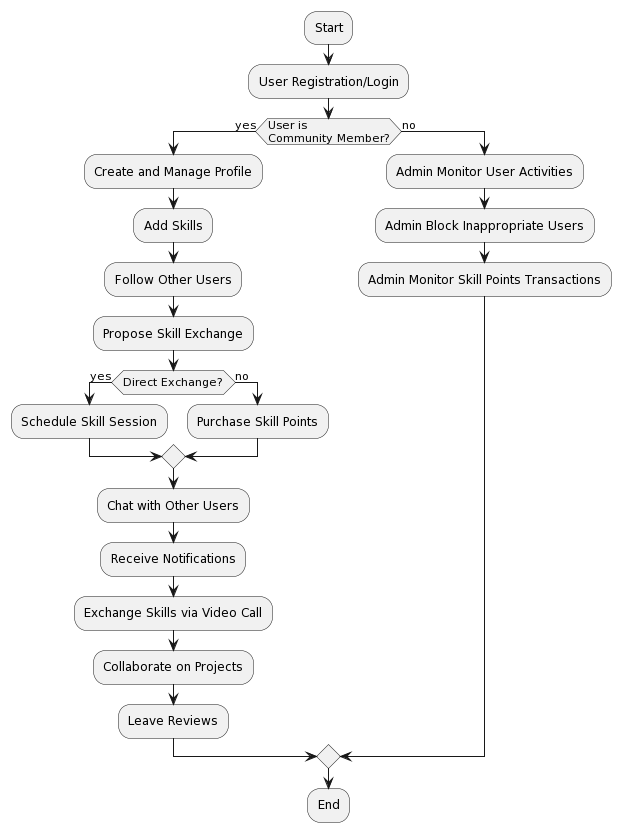 Start
User Registration/Login
yes
User is
Community Member?
no
Create and Manage Profile
Admin Monitor User Activities
Add Skills
Admin Block Inappropriate Users
Follow Other Users
Admin Monitor Skill Points Transactions
Propose Skill Exchange
yes
Direct Exchange?
no
Schedule Skill Session
Purchase Skill Points
Chat with Other Users
Receive Notifications
Exchange Skills via Video Call
Collaborate on Projects
Leave Reviews
End